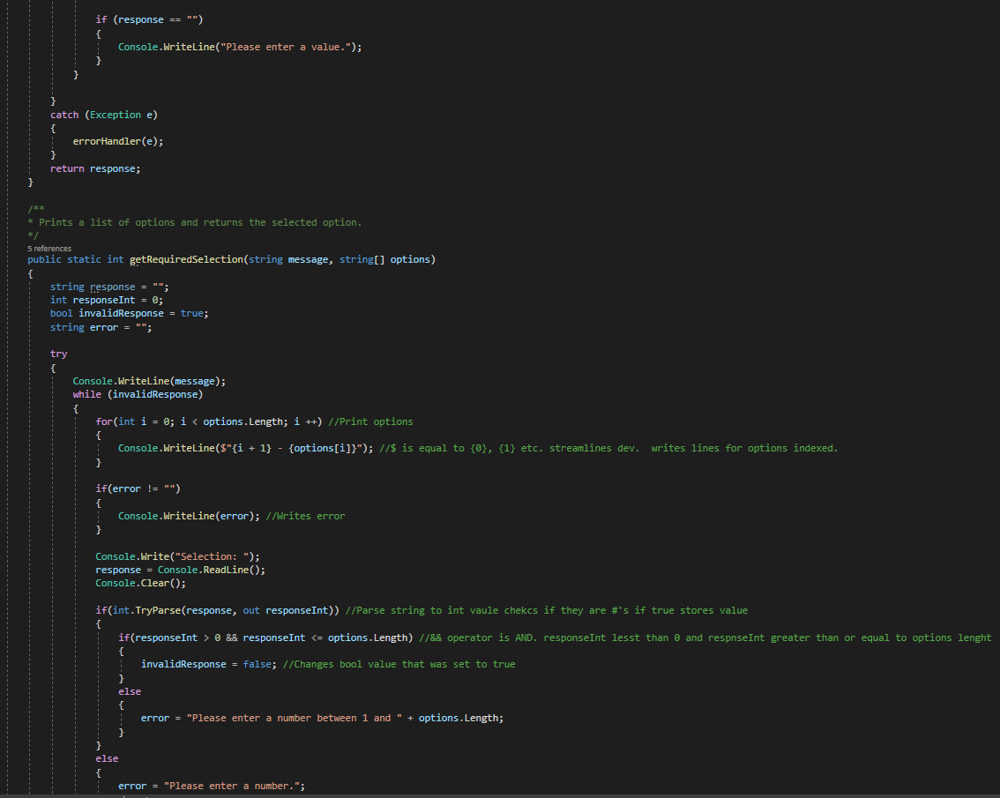 if (response == "")
{
Console.WriteLine("Please enter a value.");
}
}
}
catch (Exception e)
{
errorHandler(e);
}
return response;
}
/**
* Prints a list of options and returns the selected option.
*/
5 references
public static int getRequiredSelection(string message, string[] options)
{
string response = "";
int responseInt = 0;
bool invalidResponse = true;
string error = "";
try
{
Console.WriteLine(message);
while (invalidResponse)
{
for(int i = 0; i < options.Length; i ++) //Print options
{
Console.WriteLine($"{i + 1} - {options[i]}"); //$ is equal to {0}, {1} etc. streamlines dev.  writes lines for options indexed.
}
if(error != "")
{
Console.WriteLine(error); //Writes error
}
Console.Write("Selection: ");
response = Console.ReadLine();
Console.Clear();
if(int.TryParse(response, out responseInt)) //Parse string to int vaule chekcs if they are #'s if true stores value
{
if(responseInt > 0 && responseInt <= options.Length) //&& operator is AND. responseInt lesst than 0 and respnseInt greater than or equal to options lenght
{
invalidResponse = false; //Changes bool value that was set to true
}
else
{
error = "Please enter a number between 1 and " + options.Length;
}
}
else
{
error = "Please enter a number.";